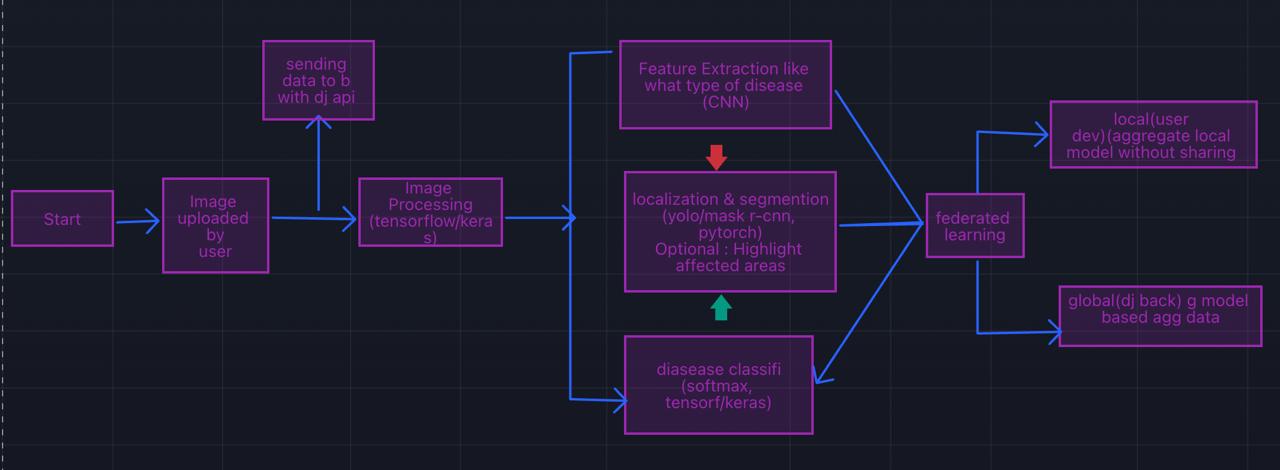 sending
data to b
with dj api
Start
Image
uploaded
by
user
Image
Processing
(tensorflow/kera
s)
Feature Extraction like
what type of disease
(CNN)
localization & segmention
(yolo/mask r-cnn,
pytorch)
Optional : Highlight
affected areas
diasease classifi
(softmax,
tensorf/keras)
federated
learning
local(user
dev)(aggregate local
model without sharing
global(dj back) g model
based agg data